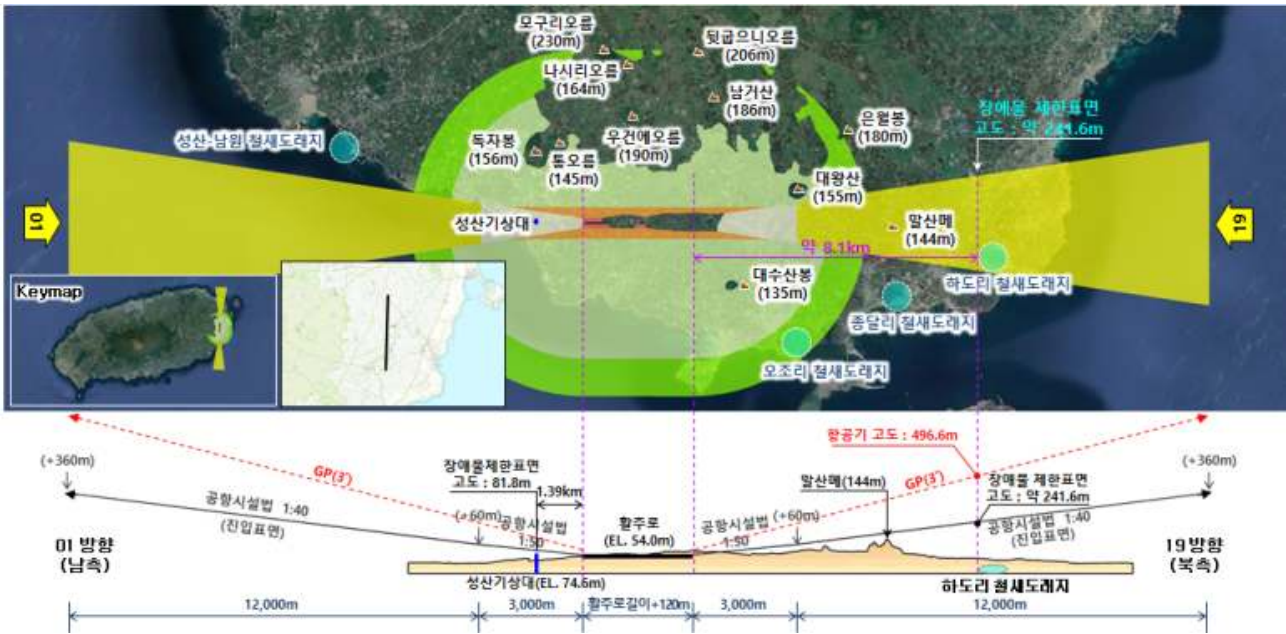 모구리오름
(230m)
뒷굽으니오름
(206m)
나시리오름
(164m)
남거산
(186m)
장애물 제한표면
고도 : 약 241.6m
은월봉
(180m)
성산-남원 철새도래지
독자봉
(156m)
통오름
(145m)
우건에오름
(190m)
대왕산
(155m)
01
성산기상대
말산메
(144m)
19
약 8.1km
Keymap
대수산봉
(135m)
하도리 철새도래지
종달리 철새도래지
오조리 철새도래지
항공기 고도 : 496.6m
(+360m)
GP(3˚)
장애물제한표면
고도 : 81.8m
1.39km
말산메(144m)
GP(3˚)
장애물 제한표면
고도 : 약 241.6m
(+360m)
공항시설법 1:40
(진입표면)
(+60m)
공항시설법
1:50
활주로
(EL. 54.0m)
공항시설법
1:50
(+60m)
공항시설법 1:40
(진입표면)
01 방향
(남측)
19 방향
(북측)
성산기상대(EL. 74.6m)
하도리 철새도래지
12,000m
3,000m
활주로길이+120m
3,000m
12,000m